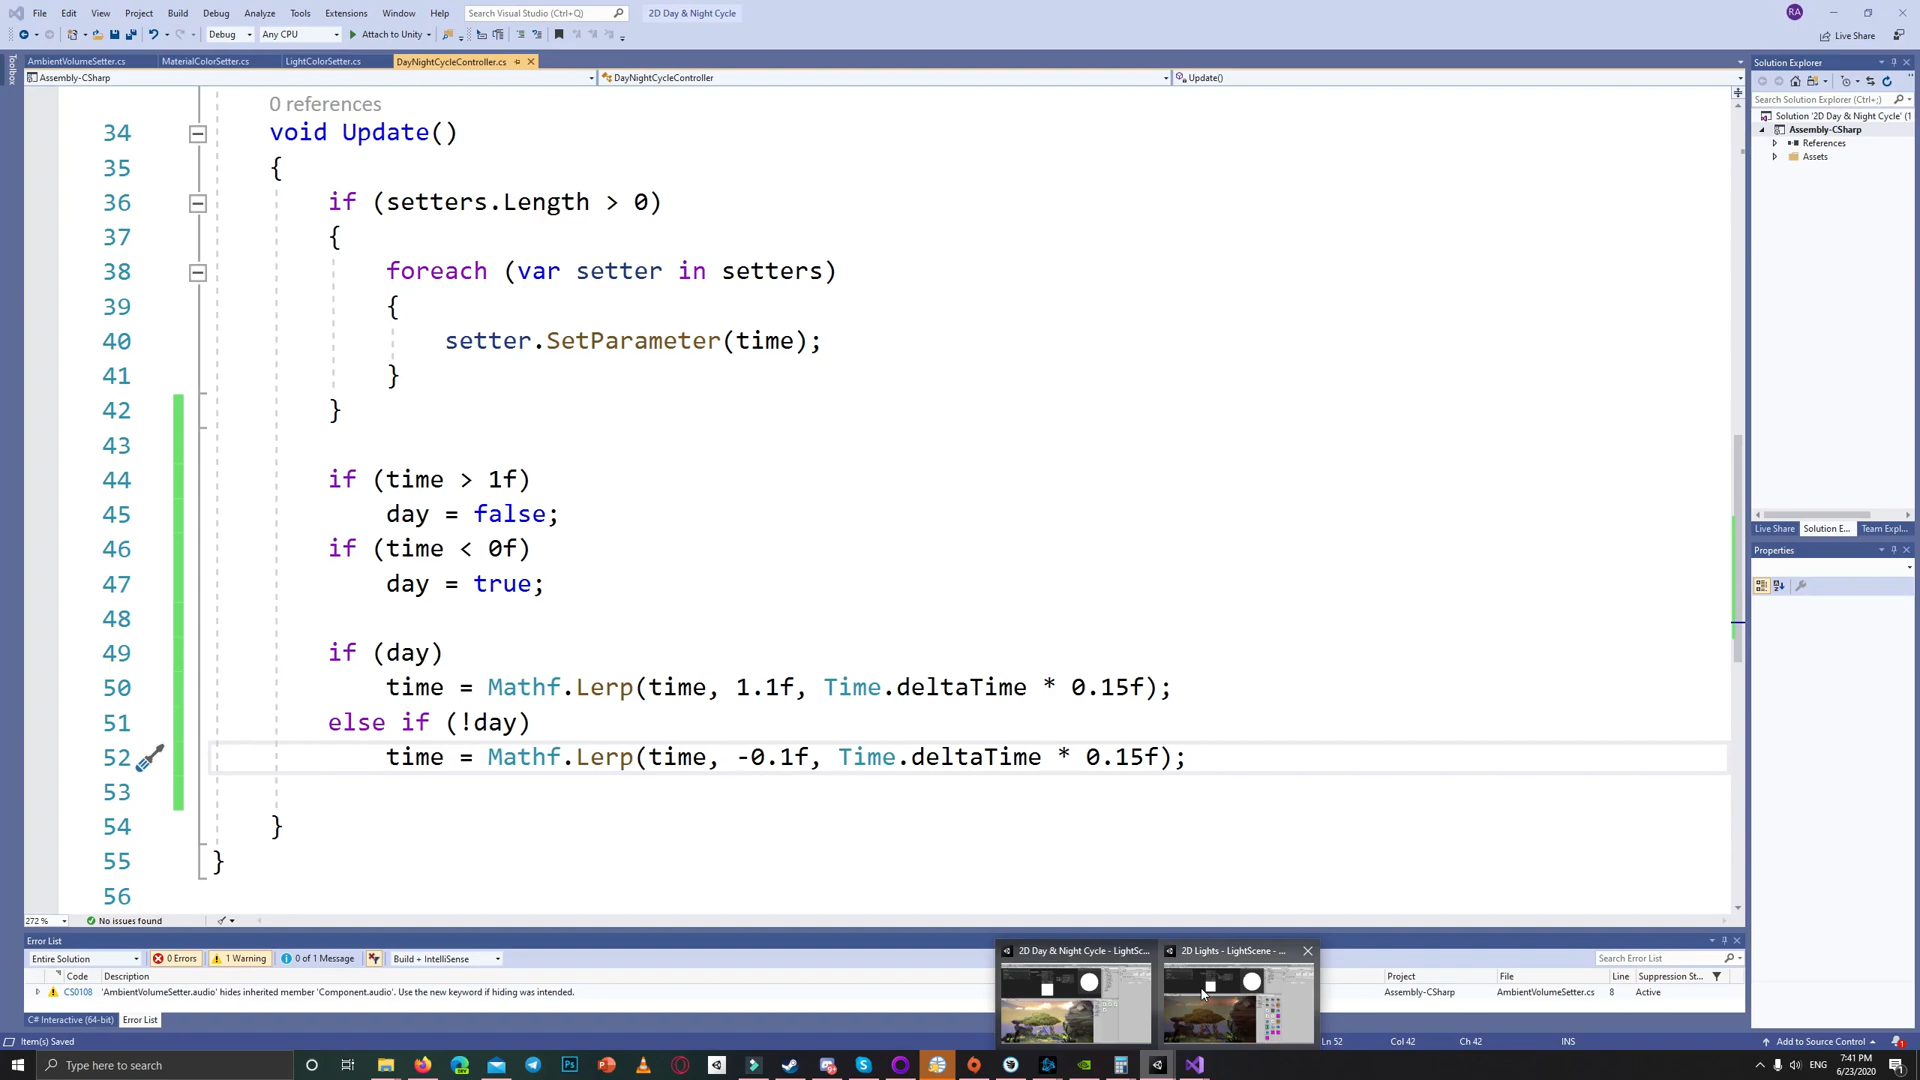 File Edit View Project Build Debug Analyze Tools Extensions Window Help Search Visual Studio (Ctrl+Q) 2D Day & Night Cycle RA
Debug Any CPU Attach to Unity Live Share
AmbientVolumeSetter.cs MaterialColorSetter.cs LightColorSetter.cs DayNightCycleController.cs
Assembly-CSharp DayNightCycleController Update()
Toolbox
0 references
34 void Update()
35 {
36 if (setters.Length > 0)
37 {
38 foreach (var setter in setters)
39 {
40 setter.SetParameter(time);
41 }
42 }
43
44 if (time > 1f)
45 day = false;
46 if (time < 0f)
47 day = true;
48
49 if (day)
50 time = Mathf.Lerp(time, 1.1f, Time.deltaTime * 0.15f);
51 else if (!day)
52 time = Mathf.Lerp(time, -0.1f, Time.deltaTime * 0.15f);
53
54 }
55 }
56
272 % No issues found
Solution Explorer
Search Solution Explorer (Ctrl+;)
Solution '2D Day & Night Cycle' (1
Assembly-CSharp
References
Assets
Live Share Solution E... Team Expl...
Properties
Error List
Entire Solution 0 Errors 1 Warning 0 of 1 Message Build + IntelliSense Search Error List
Code Description Project File Line Suppression St...
CS0108 'AmbientVolumeSetter.audio' hides inherited member 'Component.audio'. Use the new keyword if hiding was intended. Assembly-CSharp AmbientVolumeSetter.cs 8 Active
C# Interactive (64-bit) Error List
2D Day & Night Cycle - LightSc... 2D Lights - LightScene - ...
Item(s) Saved Ln 52 Col 42 Ch 42 INS Add to Source Control
Type here to search ENG 7:41 PM
6/23/2020